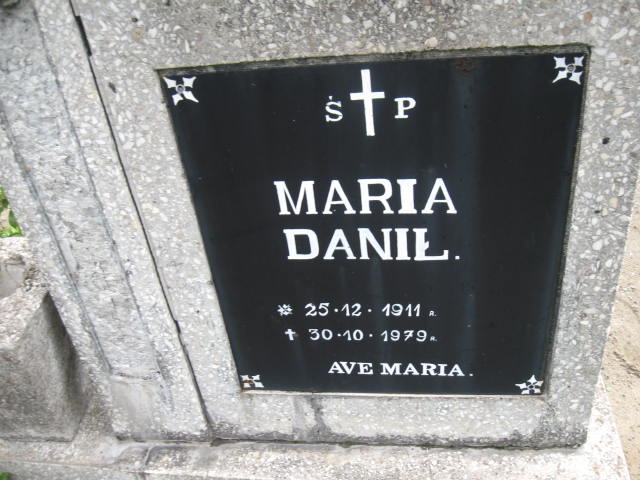 Ś † P
MARIA
DANIŁ.
* 25·12·1911 R.
† 30·10·1979 R.
AVE MARIA.